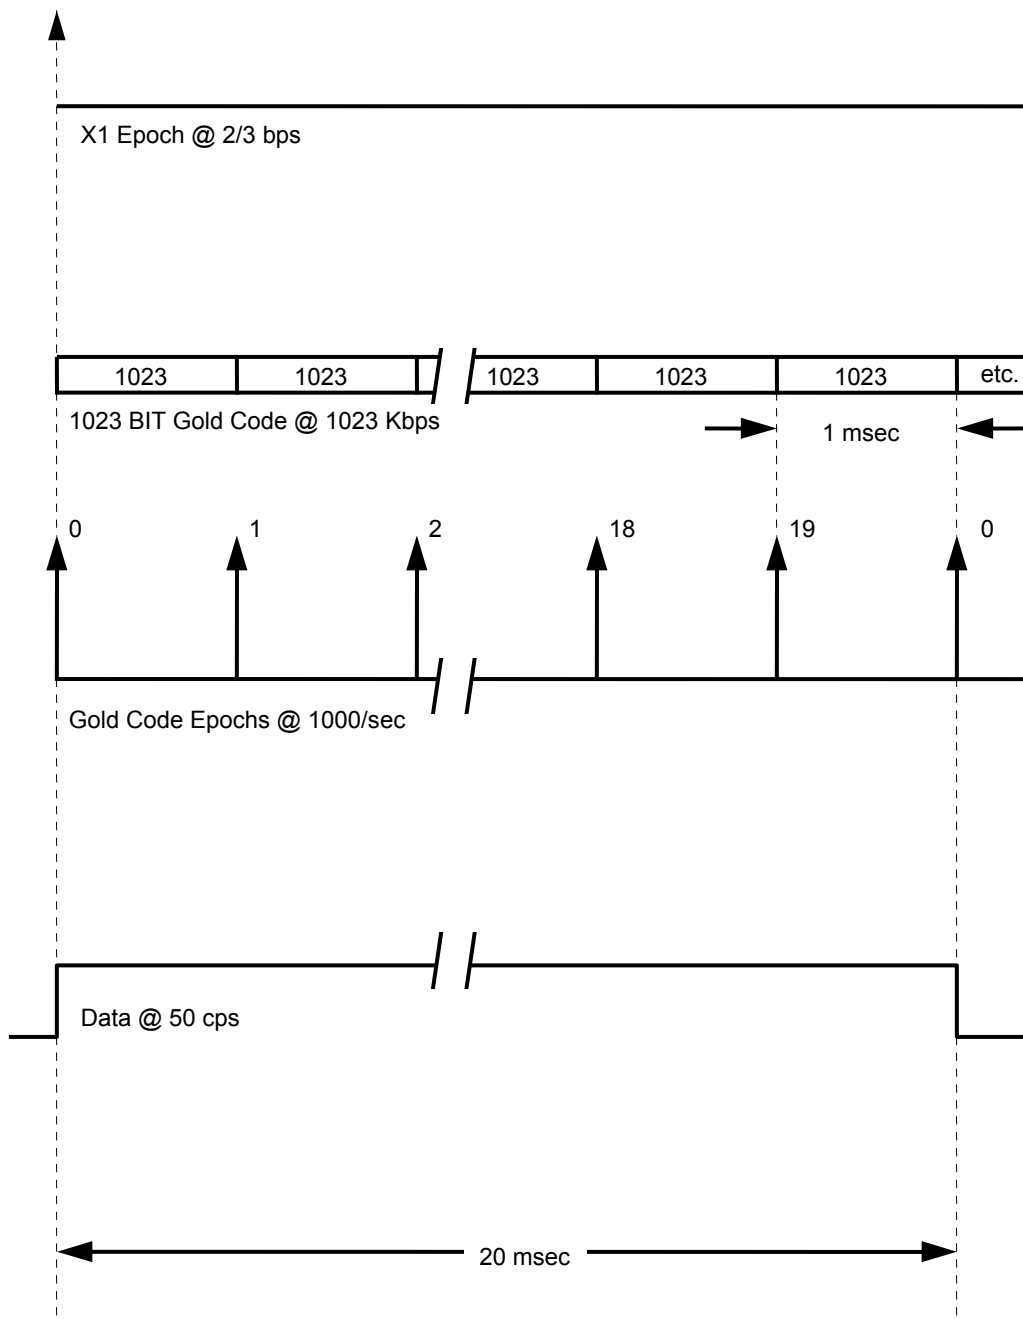 X1 Epoch @ 2/3 bps
1023 1023 1023 1023 1023 etc.
1023 BIT Gold Code @ 1023 Kbps
1 msec
0 1 2 18 19 0
Gold Code Epochs @ 1000/sec
Data @ 50 cps
20 msec